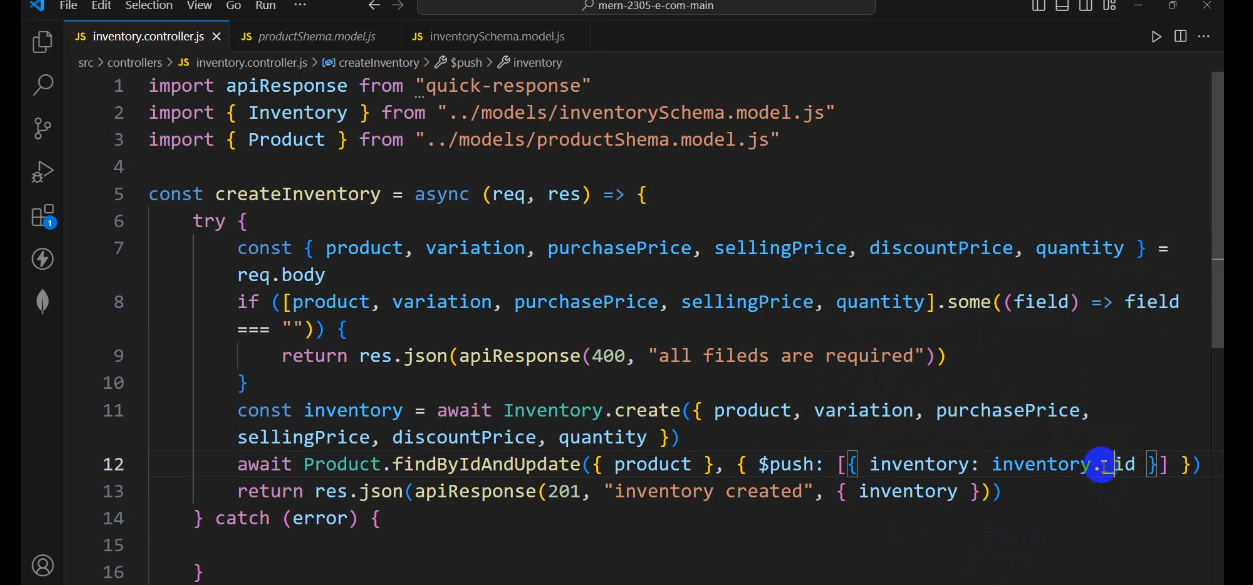 File Edit Selection View Go Run ··· ← → mern-2305-e-com-main
JS inventory.controller.js × JS productShema.model.js JS inventorySchema.model.js ···
src > controllers > JS inventory.controller.js > createInventory > $push > inventory
1 import apiResponse from "quick-response"
2 import { Inventory } from "../models/inventorySchema.model.js"
3 import { Product } from "../models/productShema.model.js"
4
5 const createInventory = async (req, res) => {
6 try {
7 const { product, variation, purchasePrice, sellingPrice, discountPrice, quantity } =
req.body
8 if ([product, variation, purchasePrice, sellingPrice, quantity].some((field) => field
=== "")) {
9 return res.json(apiResponse(400, "all fileds are required"))
10 }
11 const inventory = await Inventory.create({ product, variation, purchasePrice,
sellingPrice, discountPrice, quantity })
12 await Product.findByIdAndUpdate({ product }, { $push: [{ inventory: inventory._id }] })
13 return res.json(apiResponse(201, "inventory created", { inventory }))
14 } catch (error) {
15
16 }
1